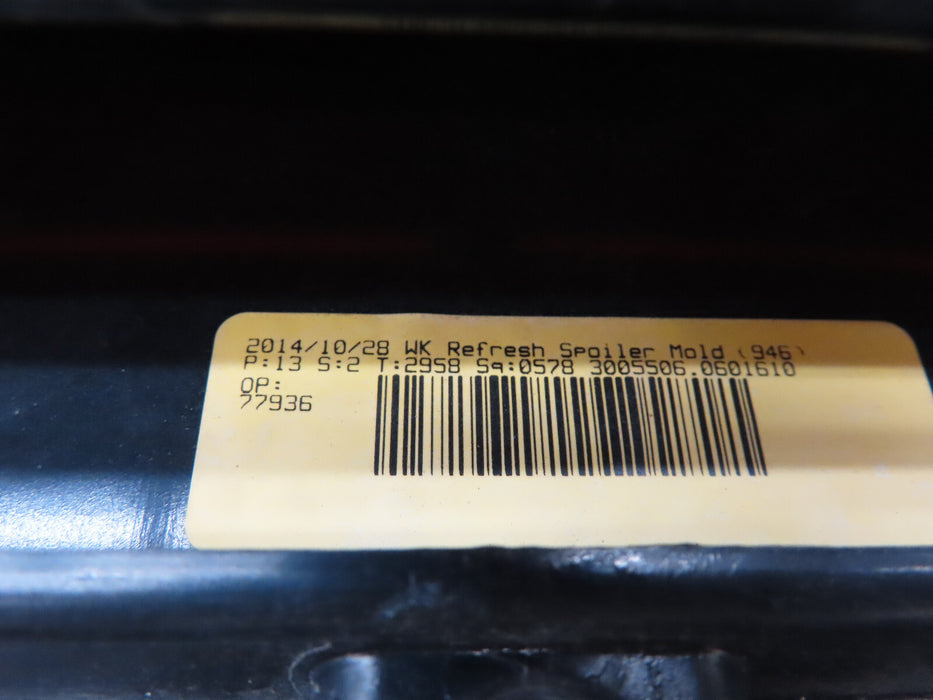 2014/10/28 WK Refresh Spoiler Mold (946)
P:13 S:2 T:2958 Sq:0578 3005506.0601610
OP:
77936